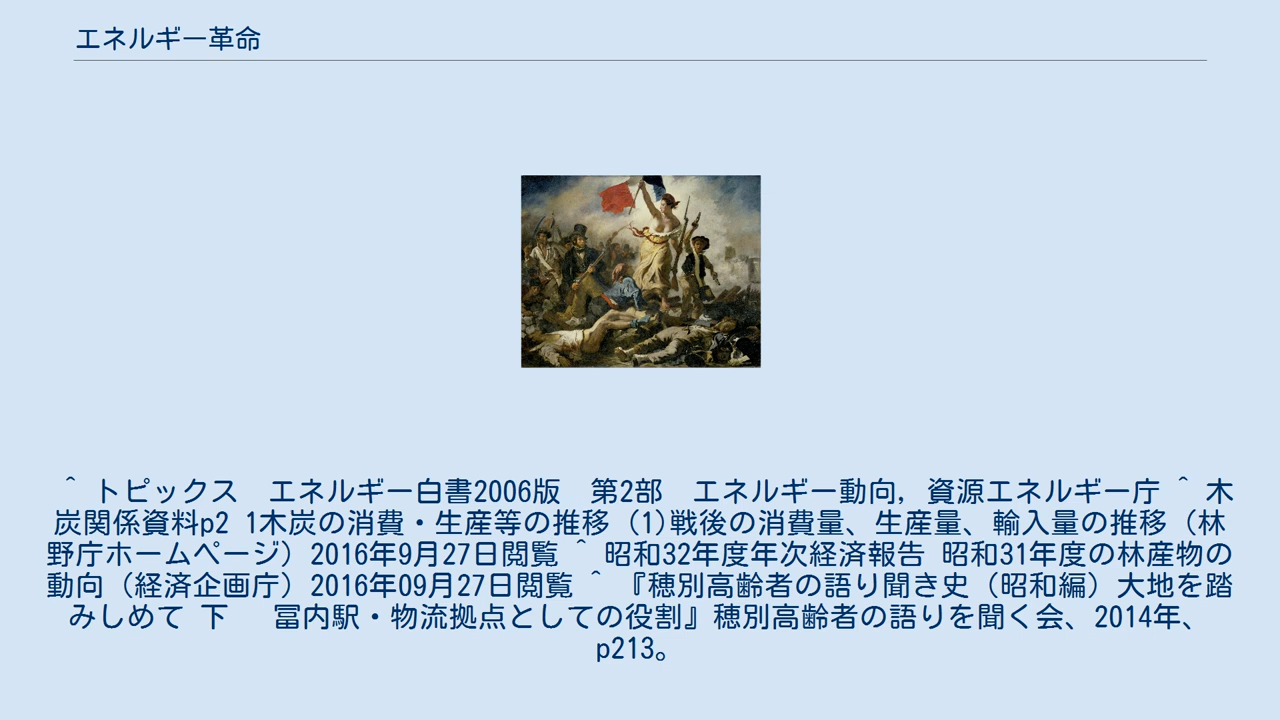 エネルギー革命
^ トピックス　エネルギー白書2006版　第2部　エネルギー動向, 資源エネルギー庁 ^ 木
炭関係資料p2 1木炭の消費・生産等の推移 (1)戦後の消費量、生産量、輸入量の推移（林
野庁ホームページ）2016年9月27日閲覧 ^ 昭和32年度年次経済報告 昭和31年度の林産物の
動向（経済企画庁）2016年09月27日閲覧 ^ 『穂別高齢者の語り聞き史（昭和編）大地を踏
みしめて 下　 冨内駅・物流拠点としての役割』穂別高齢者の語りを聞く会、2014年、
p213。